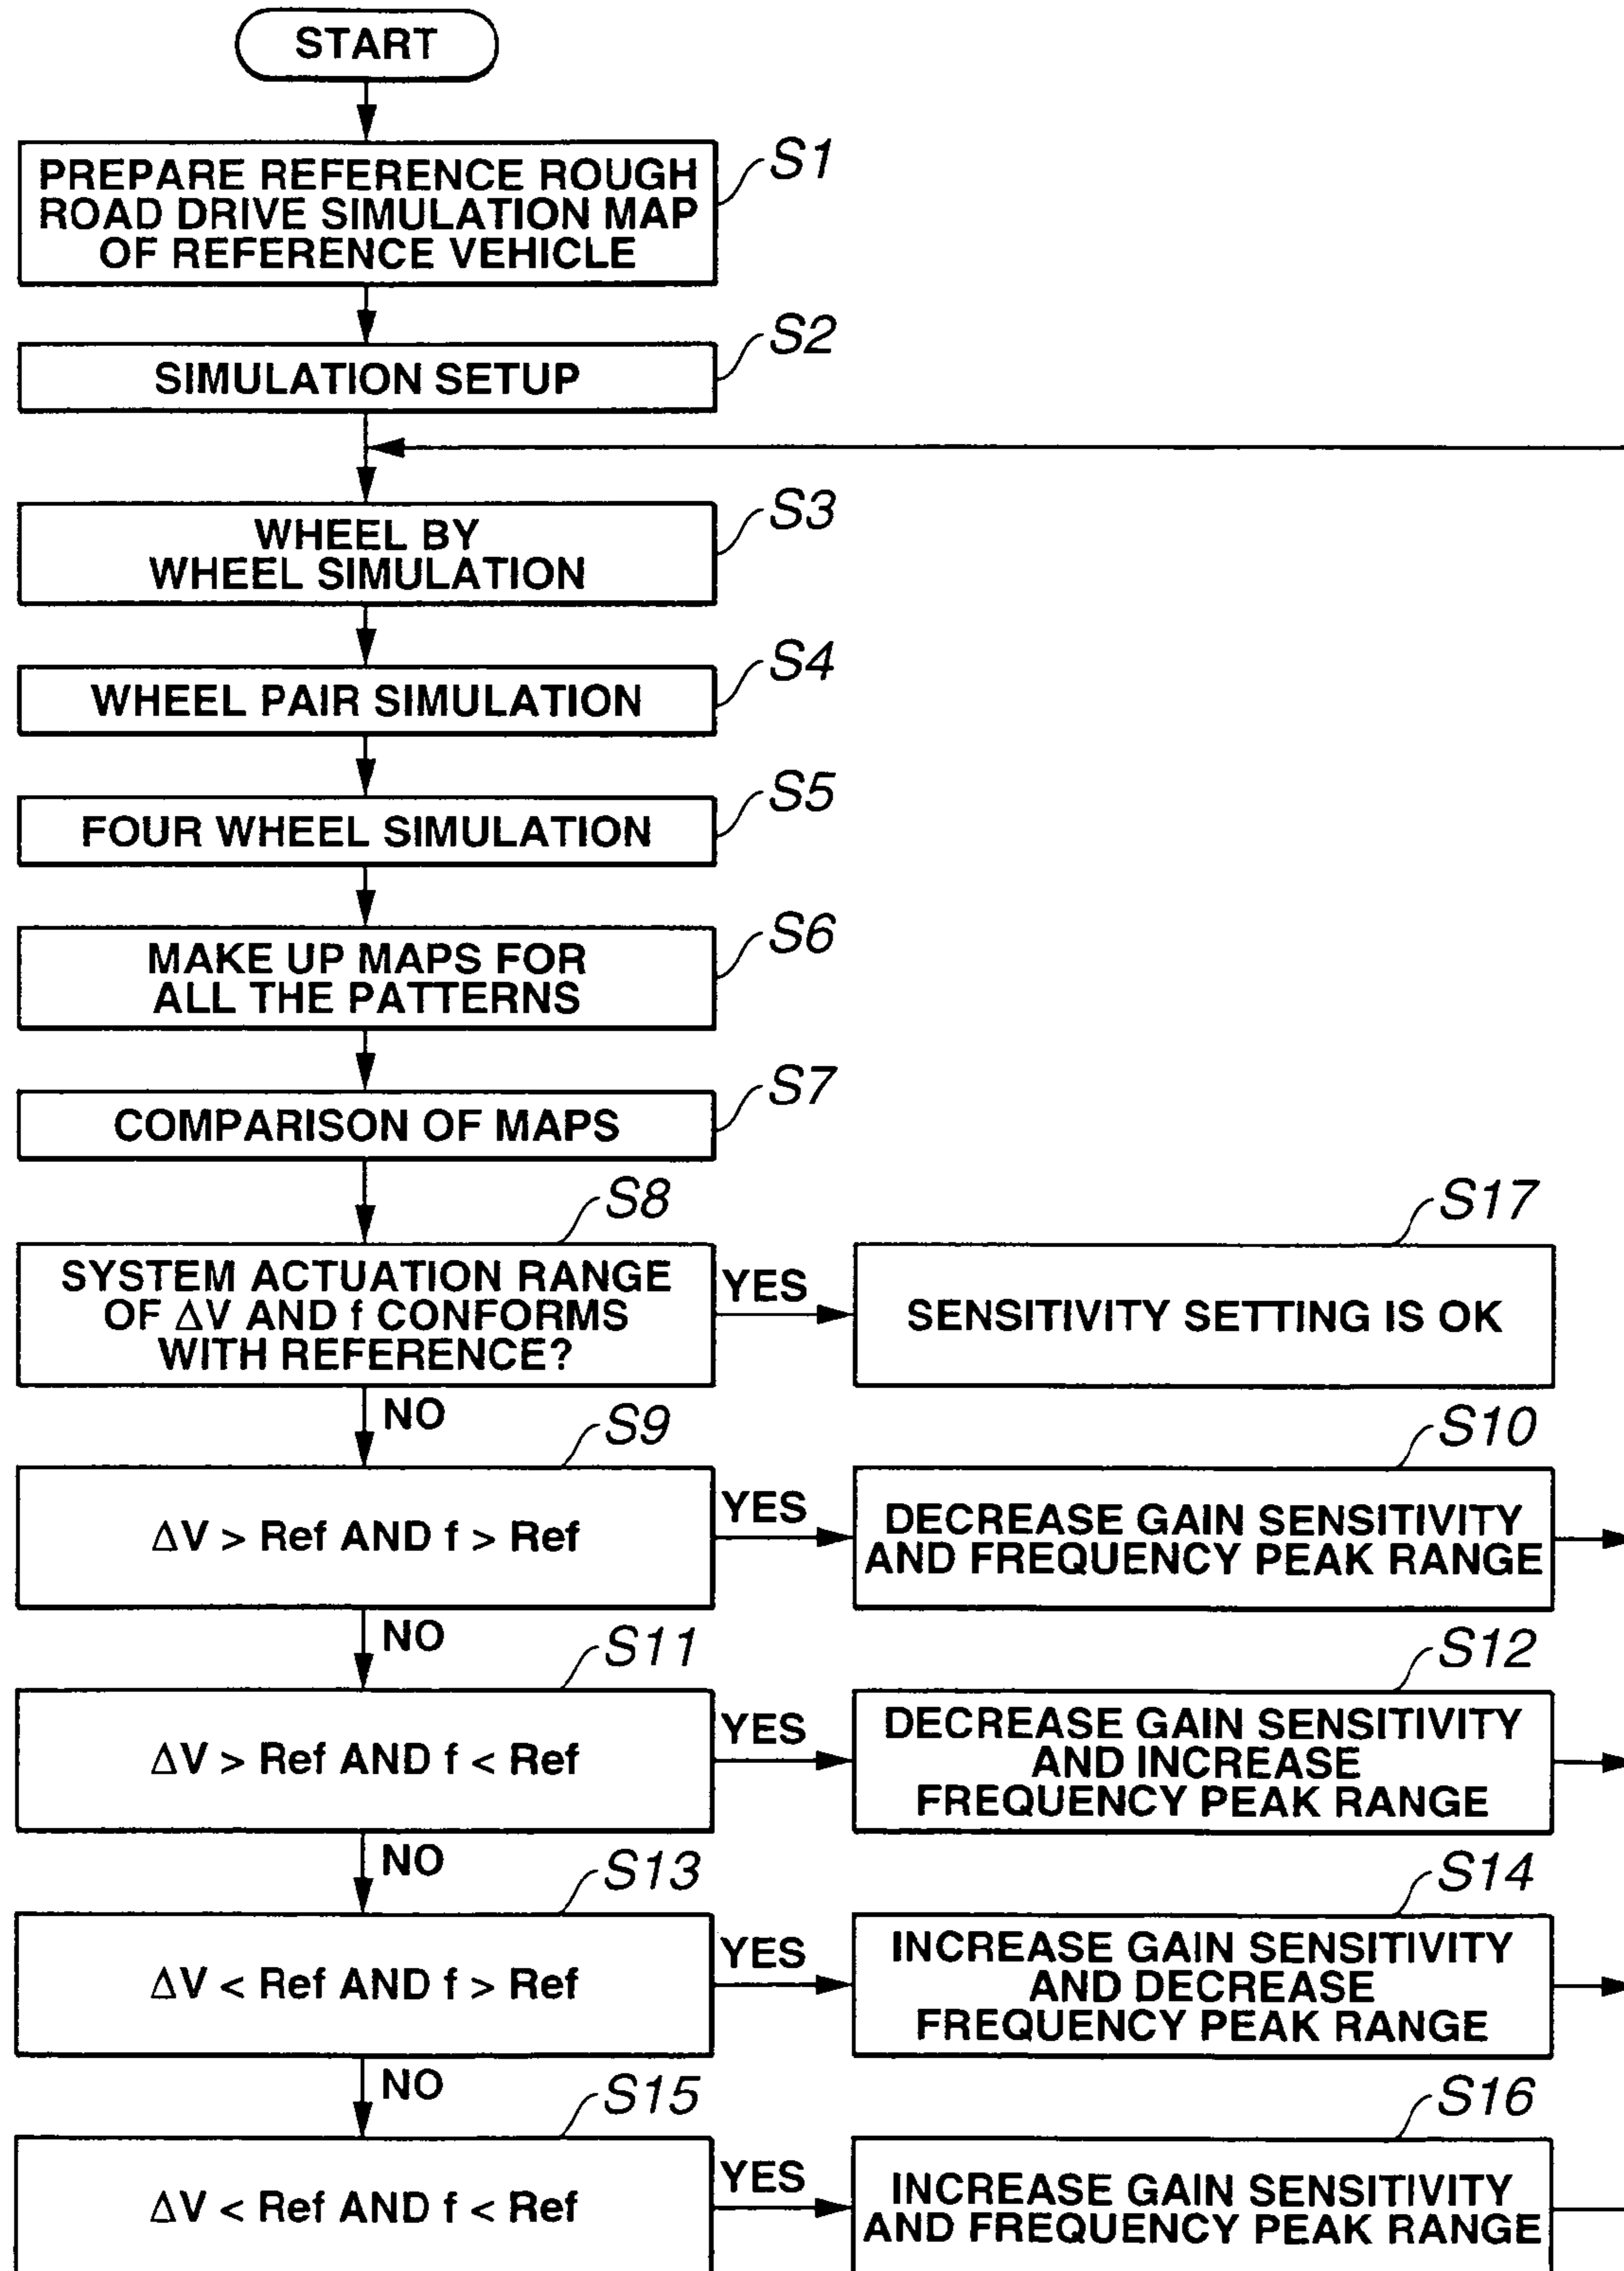 START
S1
PREPARE REFERENCE ROUGH
ROAD DRIVE SIMULATION MAP
OF REFERENCE VEHICLE
S2
SIMULATION SETUP
S3
WHEEL BY
WHEEL SIMULATION
S4
WHEEL PAIR SIMULATION
S5
FOUR WHEEL SIMULATION
S6
MAKE UP MAPS FOR
ALL THE PATTERNS
S7
COMPARISON OF MAPS
S8
SYSTEM ACTUATION RANGE
OF ΔV AND f CONFORMS
WITH REFERENCE?
YES
S17
SENSITIVITY SETTING IS OK
NO
S9
ΔV > Ref AND f > Ref
YES
S10
DECREASE GAIN SENSITIVITY
AND FREQUENCY PEAK RANGE
NO
S11
ΔV > Ref AND f < Ref
YES
S12
DECREASE GAIN SENSITIVITY
AND INCREASE
FREQUENCY PEAK RANGE
NO
S13
ΔV < Ref AND f > Ref
YES
S14
INCREASE GAIN SENSITIVITY
AND DECREASE
FREQUENCY PEAK RANGE
NO
S15
ΔV < Ref AND f < Ref
YES
S16
INCREASE GAIN SENSITIVITY
AND FREQUENCY PEAK RANGE